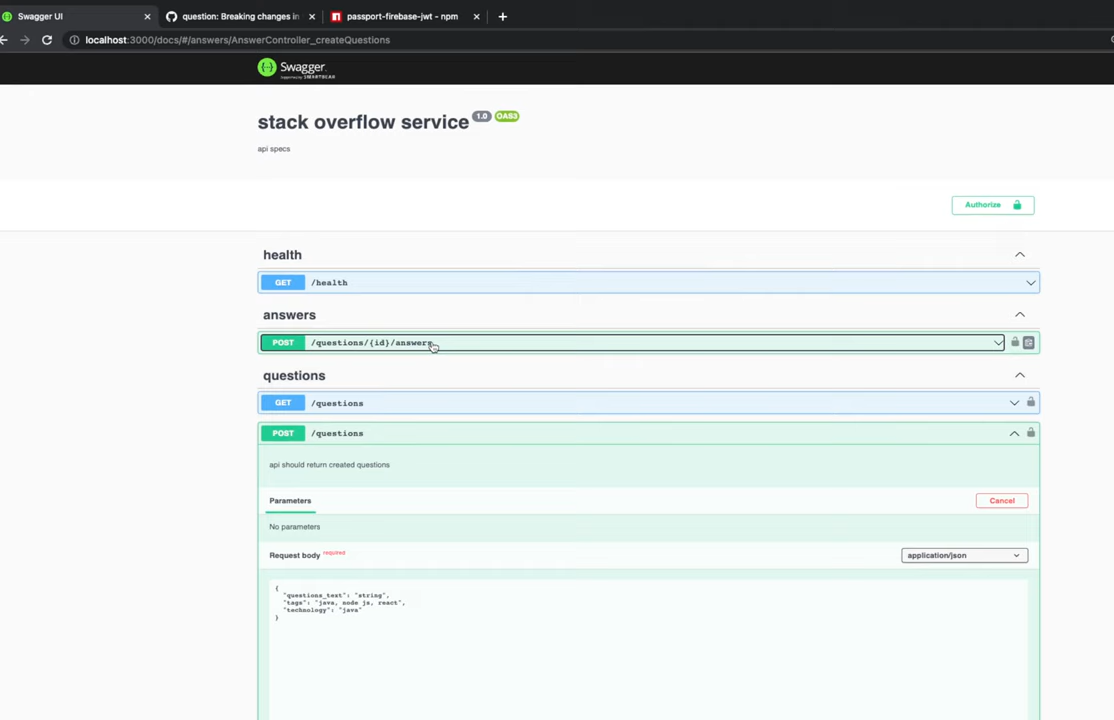 Swagger UI
question: Breaking changes in
passport-firebase-jwt - npm
localhost:3000/docs/#/answers/AnswerController_createQuestions
Swagger
Supported by SMARTBEAR
stack overflow service 1.0 OAS3
api specs
Authorize
health
GET /health
answers
POST /questions/{id}/answers
questions
GET /questions
POST /questions
api should return created questions
Parameters
Cancel
No parameters
Request body required
application/json
{
"questions_text": "string",
"tags": "java, node js, react",
"technology": "java"
}